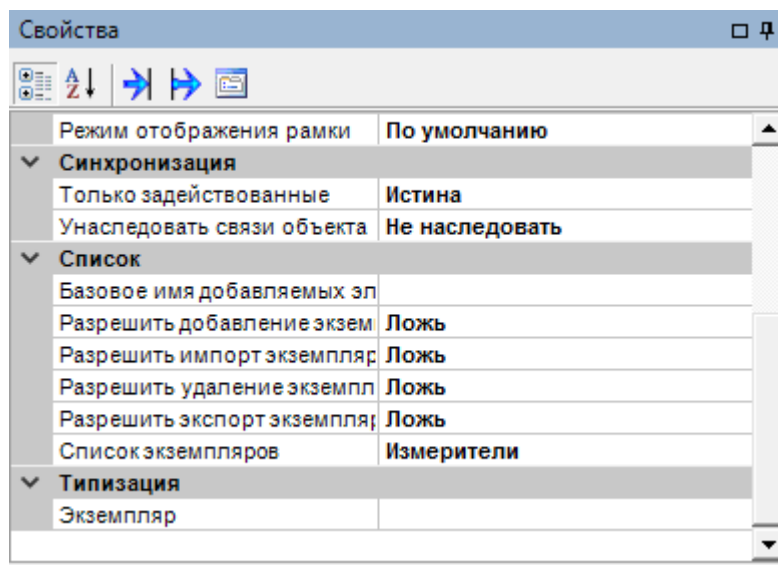 Свойства
Режим отображения рамки По умолчанию
Синхронизация
Только задействованные Истина
Унаследовать связи объекта Не наследовать
Список
Базовое имя добавляемых эл
Разрешить добавление экзем Ложь
Разрешить импорт экземпляр Ложь
Разрешить удаление экземпл Ложь
Разрешить экспорт экземпляр Ложь
Список экземпляров Измерители
Типизация
Экземпляр